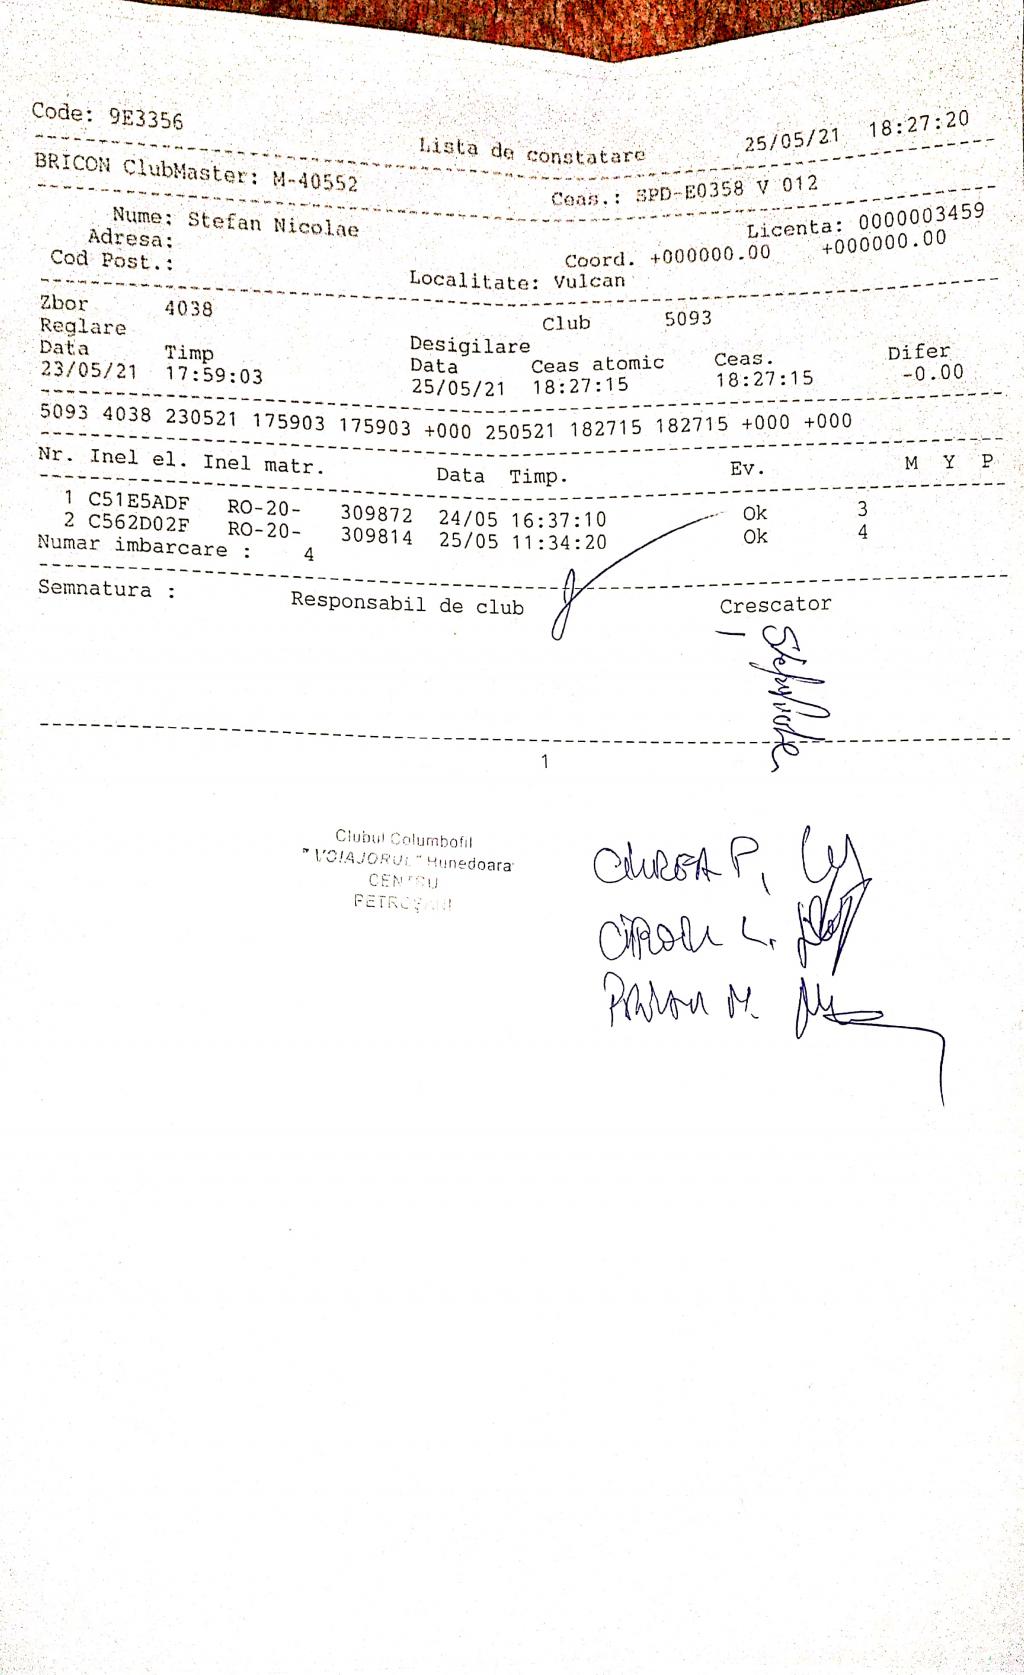 Code: 9E3356 Lista de constatare 25/05/21 18:27:20
BRICON ClubMaster: M-40552 Ceas.: SPD-E0358 V 012
Nume: Stefan Nicolae Licenta: 0000003459
Adresa: Coord. +000000.00 +000000.00
Cod Post.: Localitate: Vulcan
Zbor 4038 Club 5093
Reglare Desigilare
Data Timp Data Ceas atomic Ceas. Difer
23/05/21 17:59:03 25/05/21 18:27:15 18:27:15 -0.00
5093 4038 230521 175903 175903 +000 250521 182715 182715 +000 +000
Nr. Inel el. Inel matr. Data Timp. Ev. M Y P
1 C51E5ADF RO-20- 309872 24/05 16:37:10 Ok 3
2 C562D02F RO-20- 309814 25/05 11:34:20 Ok 4
Numar imbarcare : 4
Semnatura : Responsabil de club Crescator
1
Clubul Columbofil
"VOIAJORUL" Hunedoara
CENTRU
PETROȘANI
P.
L.
M.